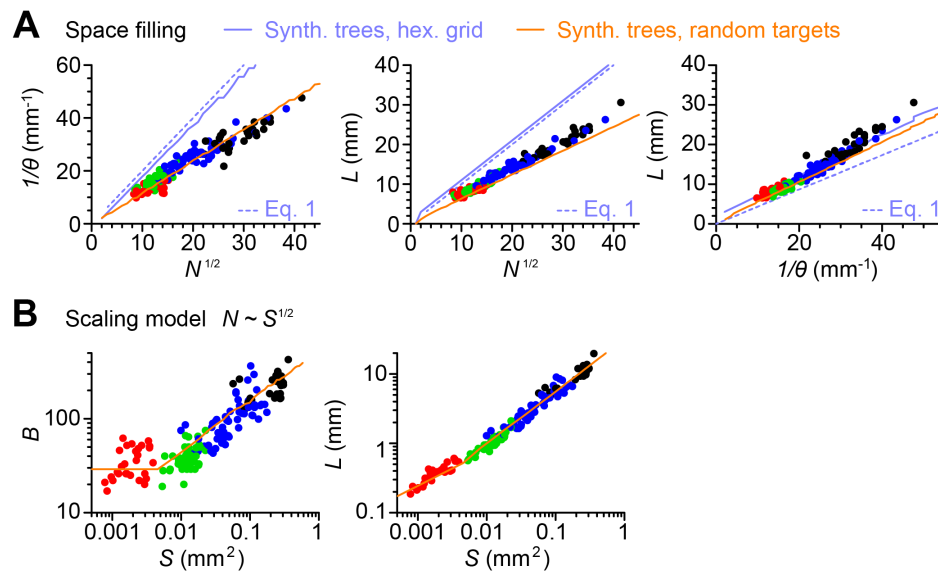 A Space filling Synth. trees, hex. grid Synth. trees, random targets
60
40
20
0
1/θ (mm⁻¹)
0 10 20 30 40
N^1/2
Eq. 1
40
30
20
10
0
L (mm)
0 10 20 30 40
N^1/2
Eq. 1
40
30
20
10
0
L (mm)
0 20 40
1/θ (mm⁻¹)
Eq. 1
B Scaling model N ~ S^1/2
100
10
B
0.001 0.01 0.1 1
S (mm²)
10
1
0.1
L (mm)
0.001 0.01 0.1 1
S (mm²)